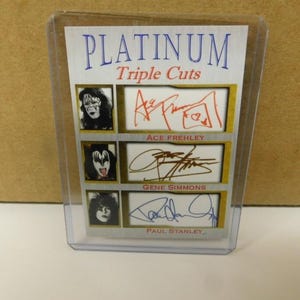 PLATINUM
Triple Cuts
ACE FREHLEY
GENE SIMMONS
PAUL STANLEY